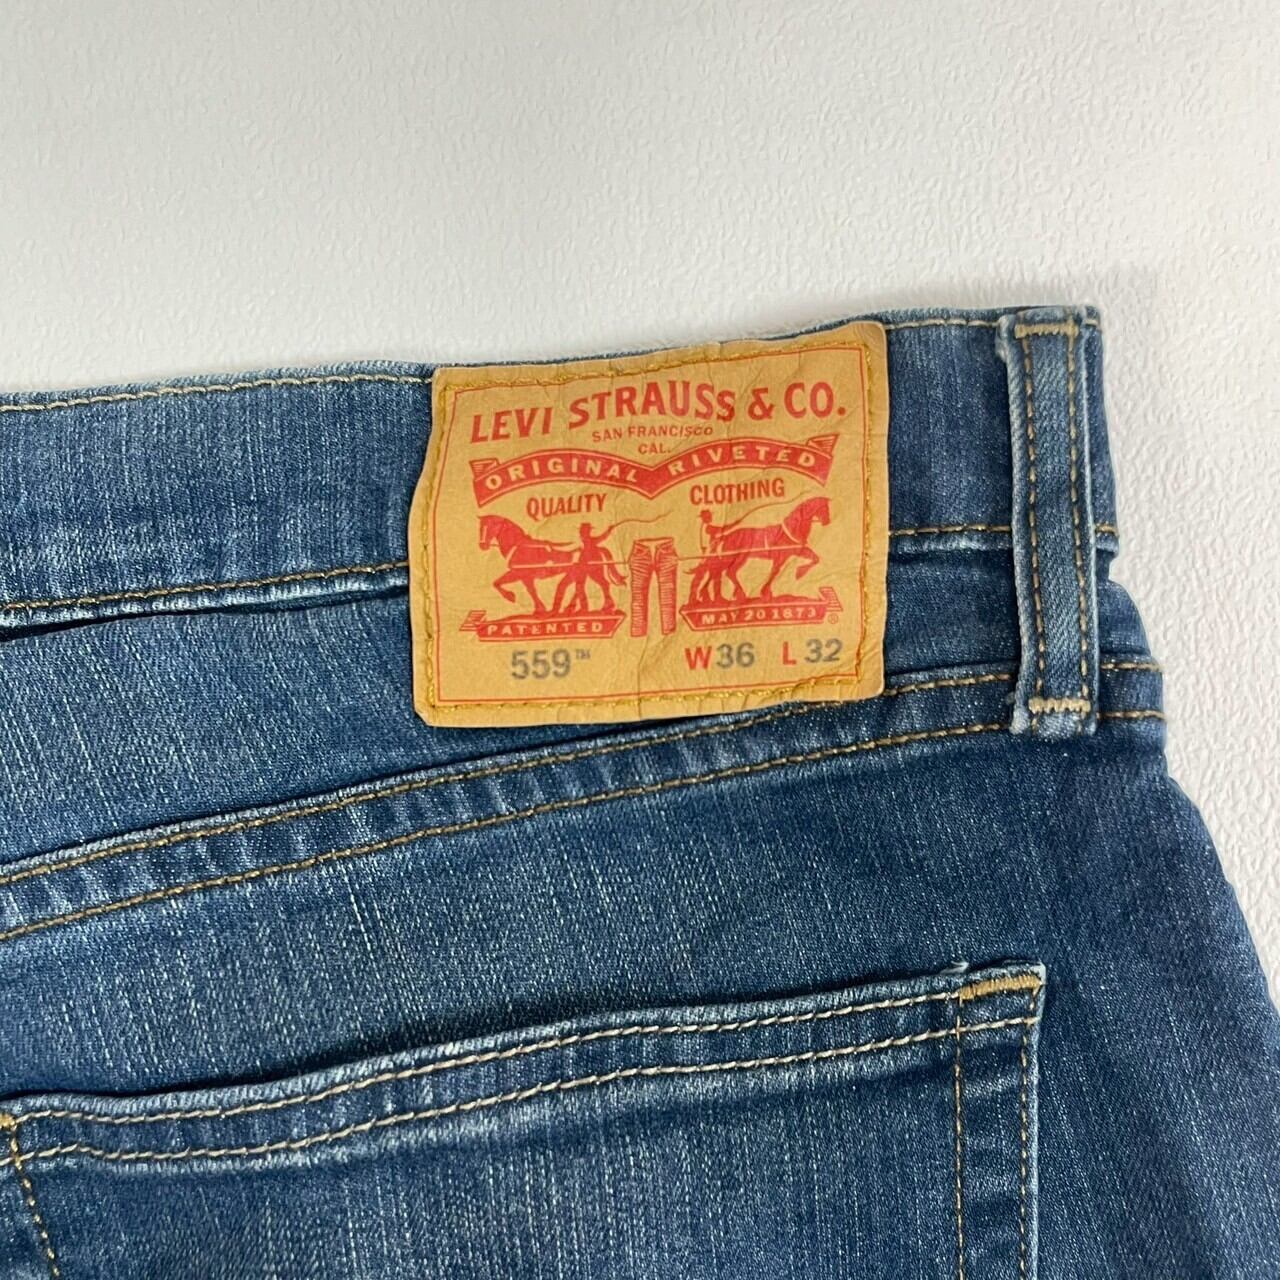 LEVI STRAUSS & CO.
SAN FRANCISCO
CAL.
ORIGINAL RIVETED
QUALITY CLOTHING
PATENTED MAY 20 1873 ®
559™ W36 L32